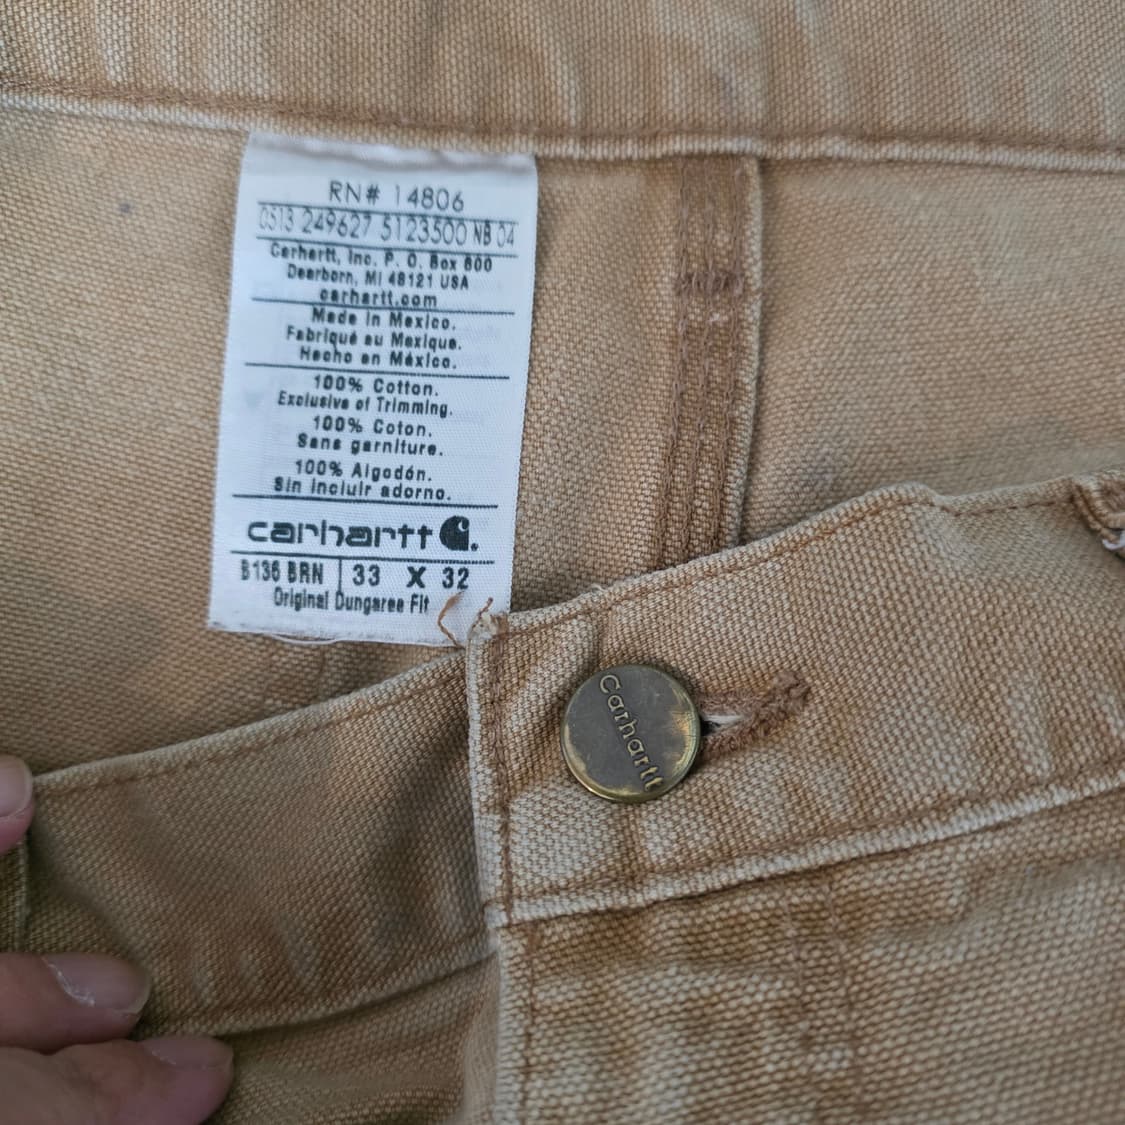 RN# 14806
0513 249627 5123500 NB 04
Carhartt, Inc. P. O. Box 600
Dearborn, MI 48121 USA
carhartt.com
Made in Mexico.
Fabriqué au Mexique.
Hecho en México.
100% Cotton.
Exclusive of Trimming.
100% Coton.
Sans garniture.
100% Algodón.
Sin incluir adorno.
carhartt
B136 BRN 33 X 32
Original Dungaree Fit
Carhartt